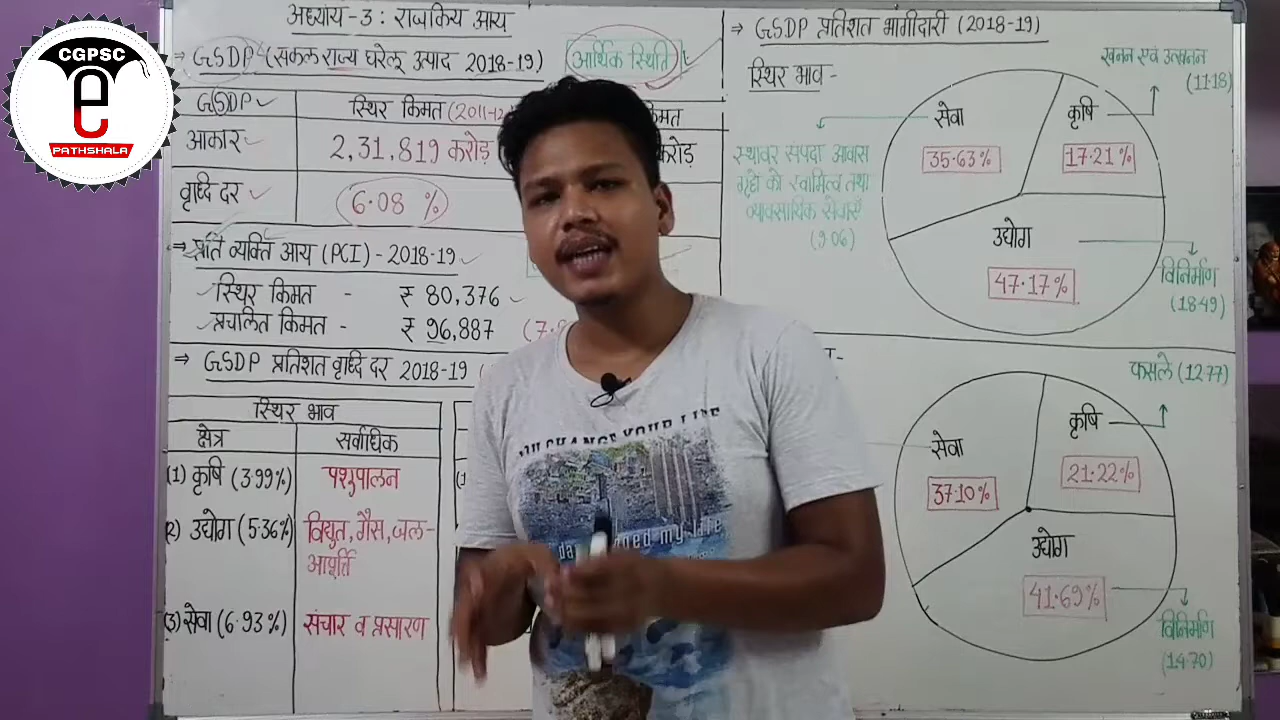 CGPSC
e
PATHSHALA
अध्याय-3: राजकिय आय
→ GSDP (सकल राज्य घरेलू उत्पाद 2018-19)
आर्थिक स्थिति
GSDP
स्थिर किमत (2011-12
किमत
आकार
2,31,819 करोड़
करोड़
वृध्दि दर
6.08 %
→ प्रति व्यक्ति आय (PCI) - 2018-19
स्थिर किमत - ₹ 80,376
प्रचलित किमत - ₹ 96,887
→ GSDP प्रतिशत वृध्दि दर 2018-19 (
स्थिर भाव
क्षेत्र
सर्वाधिक
(1) कृषि (3.99%)
पशुपालन
(2) उद्योग (5.36%)
विद्युत, गैस, जल-
आपूर्त्ति
(3) सेवा (6.93%)
संचार व प्रसारण
→ GSDP प्रतिशत भागीदारी (2018-19)
स्थिर भाव -
खनन एवं उत्खनन
(11.18)
सेवा
35.63%
कृषि
17.21%
उद्योग
47.17%
स्थावर संपदा आवास
गृहो का स्वामित्व तथा
व्यावसायिक सेवाएँ
(9.06)
विनिर्माण
(18.49)
फसले (12.77)
सेवा
37.10%
कृषि
21.22%
उद्योग
41.69%
विनिर्माण
(14.70)